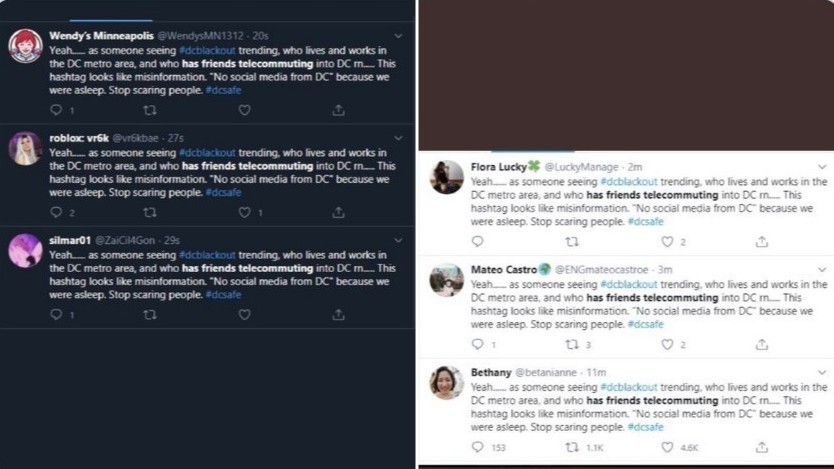 Wendy's Minneapolis @WendysMN1312 · 20s
Yeah..... as someone seeing #dcblackout trending, who lives and works in
the DC metro area, and who has friends telecommuting into DC rn..... This
hashtag looks like misinformation. "No social media from DC" because we
were asleep. Stop scaring people. #dcsafe
1
roblox: vr6k @vr6kbae · 27s
Yeah..... as someone seeing #dcblackout trending, who lives and works in
the DC metro area, and who has friends telecommuting into DC rn..... This
hashtag looks like misinformation. "No social media from DC" because we
were asleep. Stop scaring people. #dcsafe
2 1
silmar01 @ZaiCil4Gon · 29s
Yeah..... as someone seeing #dcblackout trending, who lives and works in
the DC metro area, and who has friends telecommuting into DC rn..... This
hashtag looks like misinformation. "No social media from DC" because we
were asleep. Stop scaring people. #dcsafe
1
Flora Lucky🍀 @LuckyManage · 2m
Yeah..... as someone seeing #dcblackout trending, who lives and works in the
DC metro area, and who has friends telecommuting into DC rn..... This
hashtag looks like misinformation. "No social media from DC" because we
were asleep. Stop scaring people. #dcsafe
2
Mateo Castro🌍 @ENGmateocastroe · 3m
Yeah..... as someone seeing #dcblackout trending, who lives and works in the
DC metro area, and who has friends telecommuting into DC rn..... This
hashtag looks like misinformation. "No social media from DC" because we
were asleep. Stop scaring people. #dcsafe
1 3 2
Bethany @betanianne · 11m
Yeah..... as someone seeing #dcblackout trending, who lives and works in the
DC metro area, and who has friends telecommuting into DC rn..... This
hashtag looks like misinformation. "No social media from DC" because we
were asleep. Stop scaring people. #dcsafe
153 1.1K 4.6K